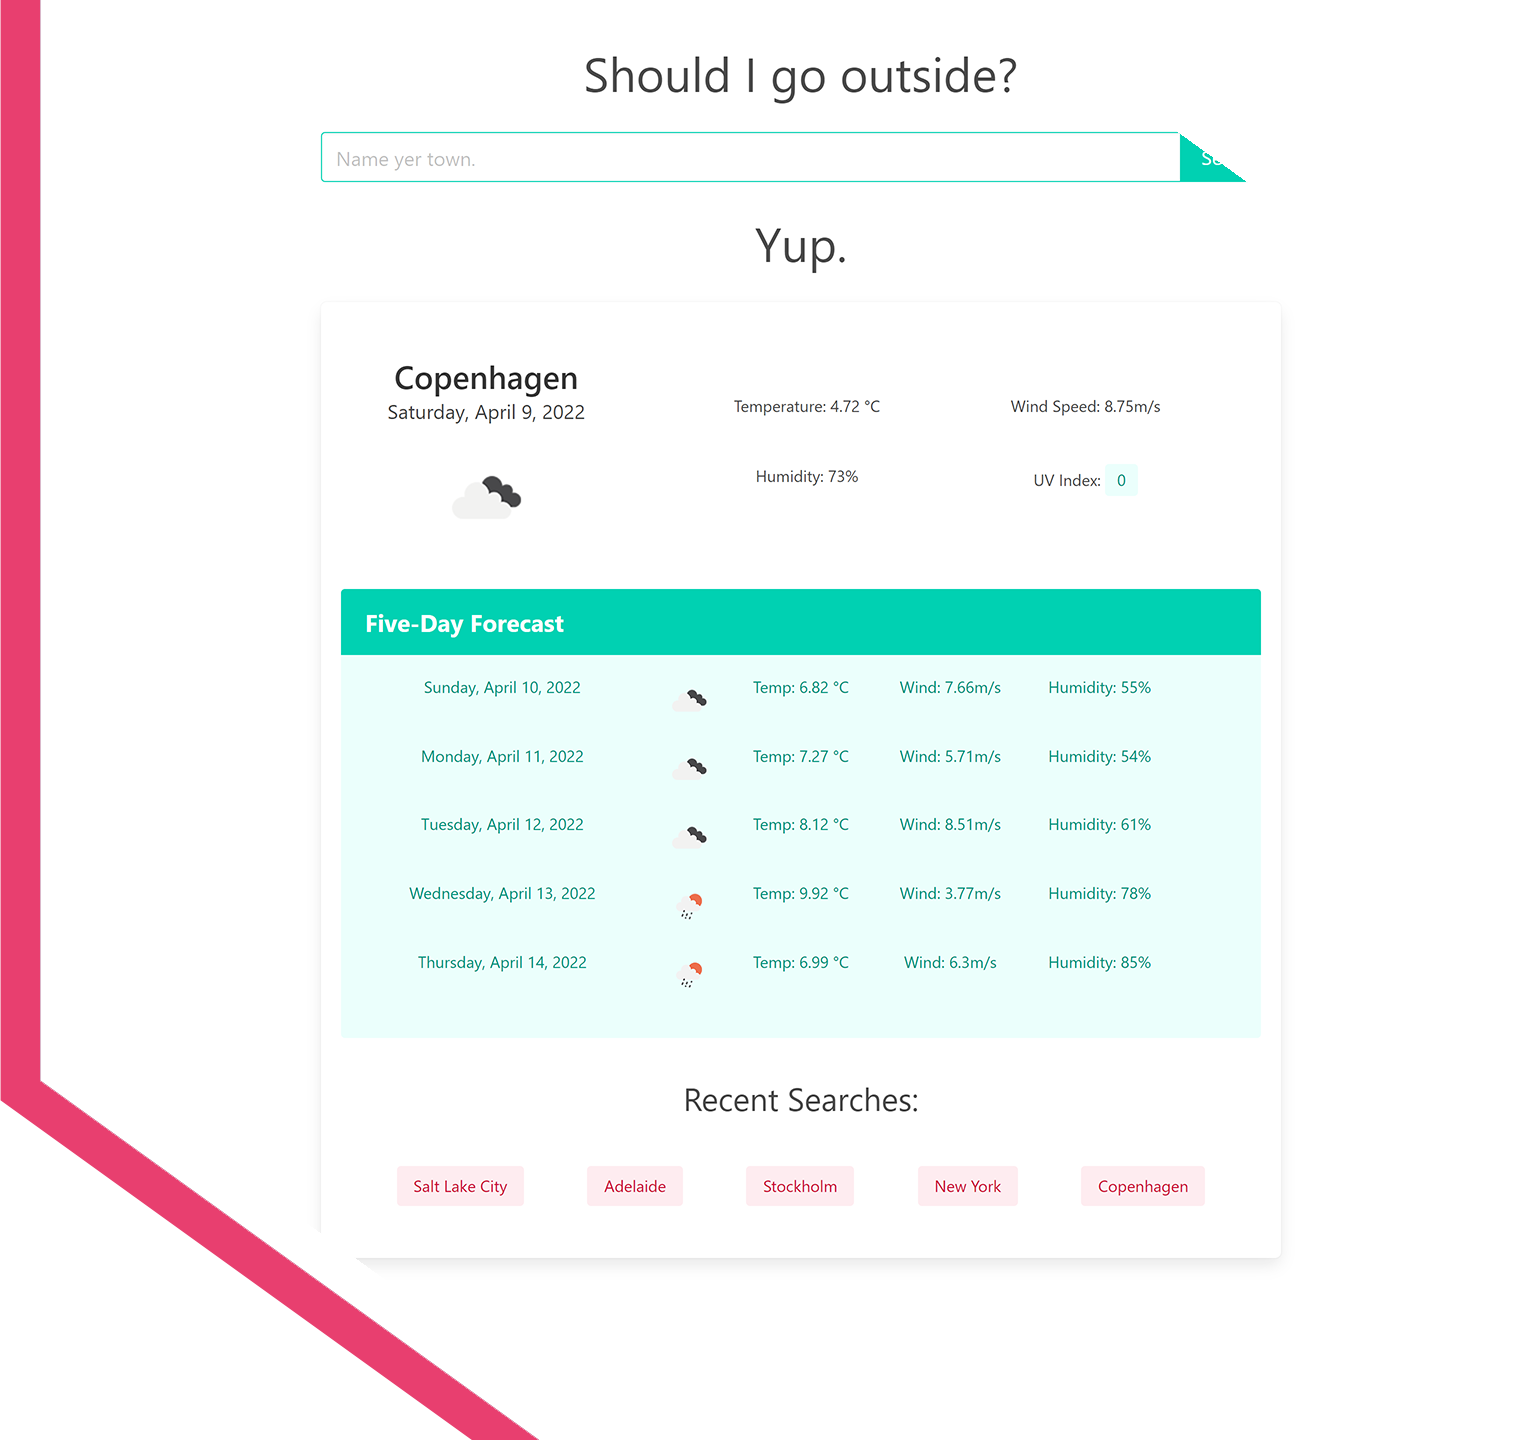 Should I go outside?
Name yer town.
Yup.
Copenhagen
Saturday, April 9, 2022
Temperature: 4.72 °C
Wind Speed: 8.75m/s
Humidity: 73%
UV Index: 0
Five-Day Forecast
Sunday, April 10, 2022 Temp: 6.82 °C Wind: 7.66m/s Humidity: 55%
Monday, April 11, 2022 Temp: 7.27 °C Wind: 5.71m/s Humidity: 54%
Tuesday, April 12, 2022 Temp: 8.12 °C Wind: 8.51m/s Humidity: 61%
Wednesday, April 13, 2022 Temp: 9.92 °C Wind: 3.77m/s Humidity: 78%
Thursday, April 14, 2022 Temp: 6.99 °C Wind: 6.3m/s Humidity: 85%
Recent Searches:
Salt Lake City Adelaide Stockholm New York Copenhagen